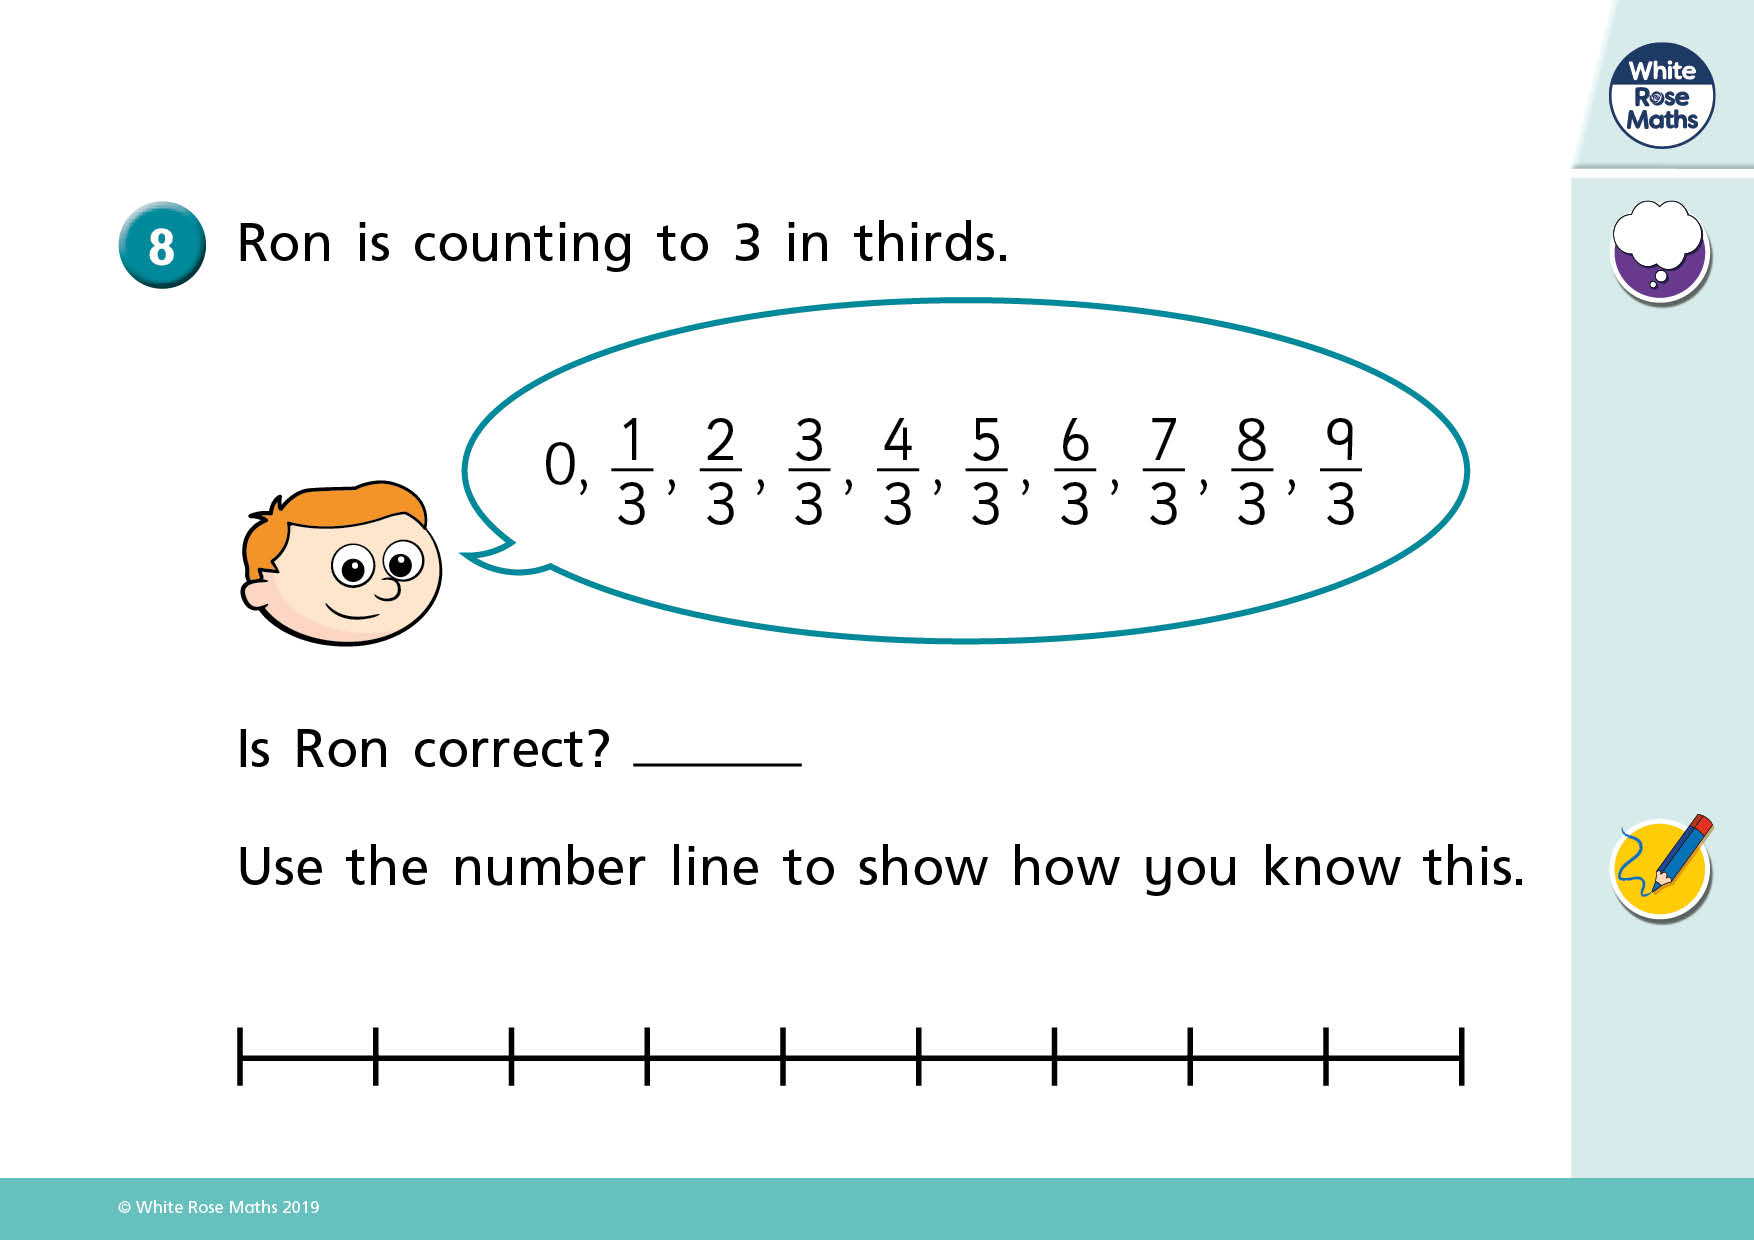 White
Rose
Maths
8 Ron is counting to 3 in thirds.
0, 1/3, 2/3, 3/3, 4/3, 5/3, 6/3, 7/3, 8/3, 9/3
Is Ron correct? ______
Use the number line to show how you know this.
© White Rose Maths 2019